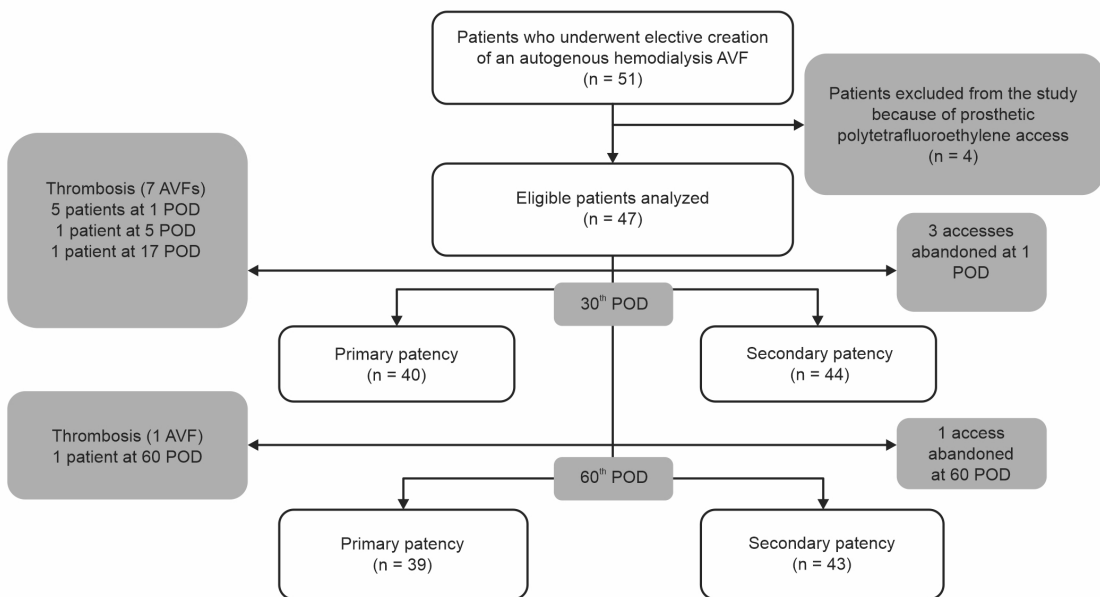 Patients who underwent elective creation
of an autogenous hemodialysis AVF
(n = 51)
Patients excluded from the study
because of prosthetic
polytetrafluoroethylene access
(n = 4)
Thrombosis (7 AVFs)
5 patients at 1 POD
1 patient at 5 POD
1 patient at 17 POD
Eligible patients analyzed
(n = 47)
3 accesses
abandoned at 1
POD
30th POD
Primary patency
(n = 40)
Secondary patency
(n = 44)
Thrombosis (1 AVF)
1 patient at 60 POD
1 access
abandoned
at 60 POD
60th POD
Primary patency
(n = 39)
Secondary patency
(n = 43)